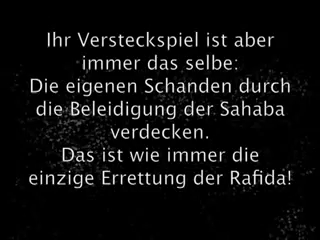 Ihr Versteckspiel ist aber
immer das selbe:
Die eigenen Schanden durch
die Beleidigung der Sahaba
verdecken.
Das ist wie immer die
einzige Errettung der Rafida!